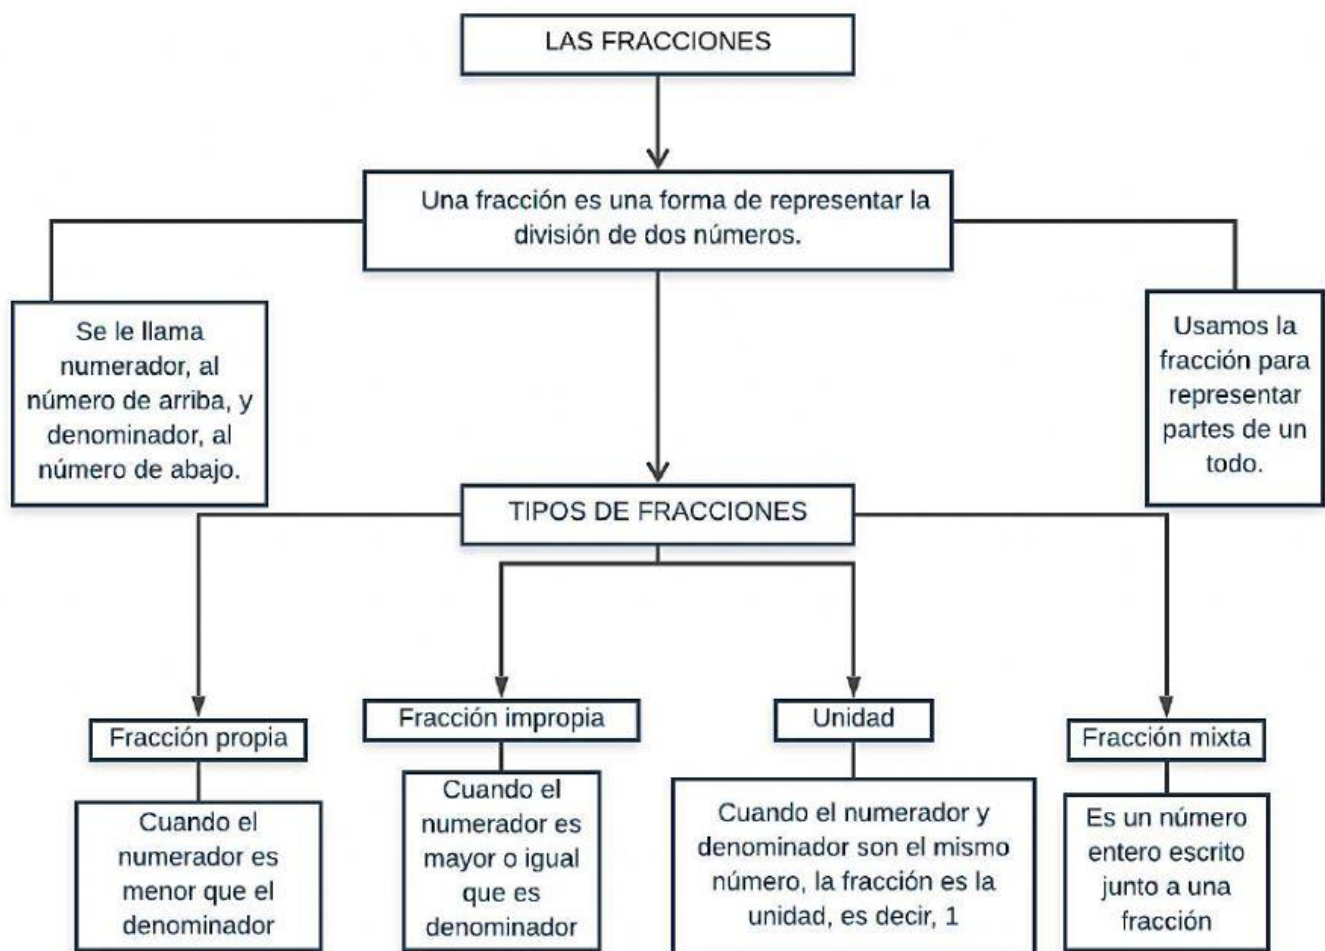 LAS FRACCIONES
Una fracción es una forma de representar la
división de dos números.
Se le llama
numerador, al
número de arriba, y
denominador, al
número de abajo.
Usamos la
fracción para
representar
partes de un
todo.
TIPOS DE FRACCIONES
Fracción propia
Cuando el
numerador es
menor que el
denominador
Fracción impropia
Cuando el
numerador es
mayor o igual
que es
denominador
Unidad
Cuando el numerador y
denominador son el mismo
número, la fracción es la
unidad, es decir, 1
Fracción mixta
Es un número
entero escrito
junto a una
fracción